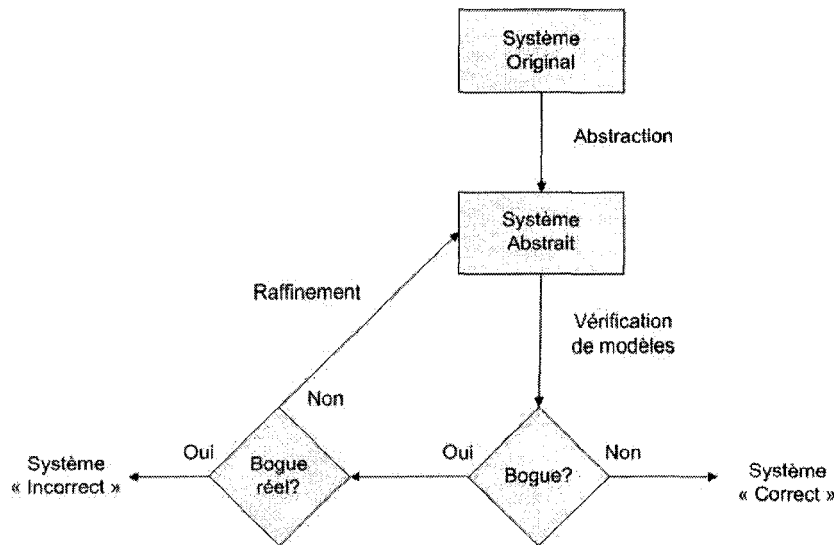 Système
Original
Abstraction
Système
Abstrait
Raffinement
Vérification
de modèles
Non
Oui
Bogue
réel?
Oui
Bogue?
Non
Système
« Incorrect »
Système
« Correct »